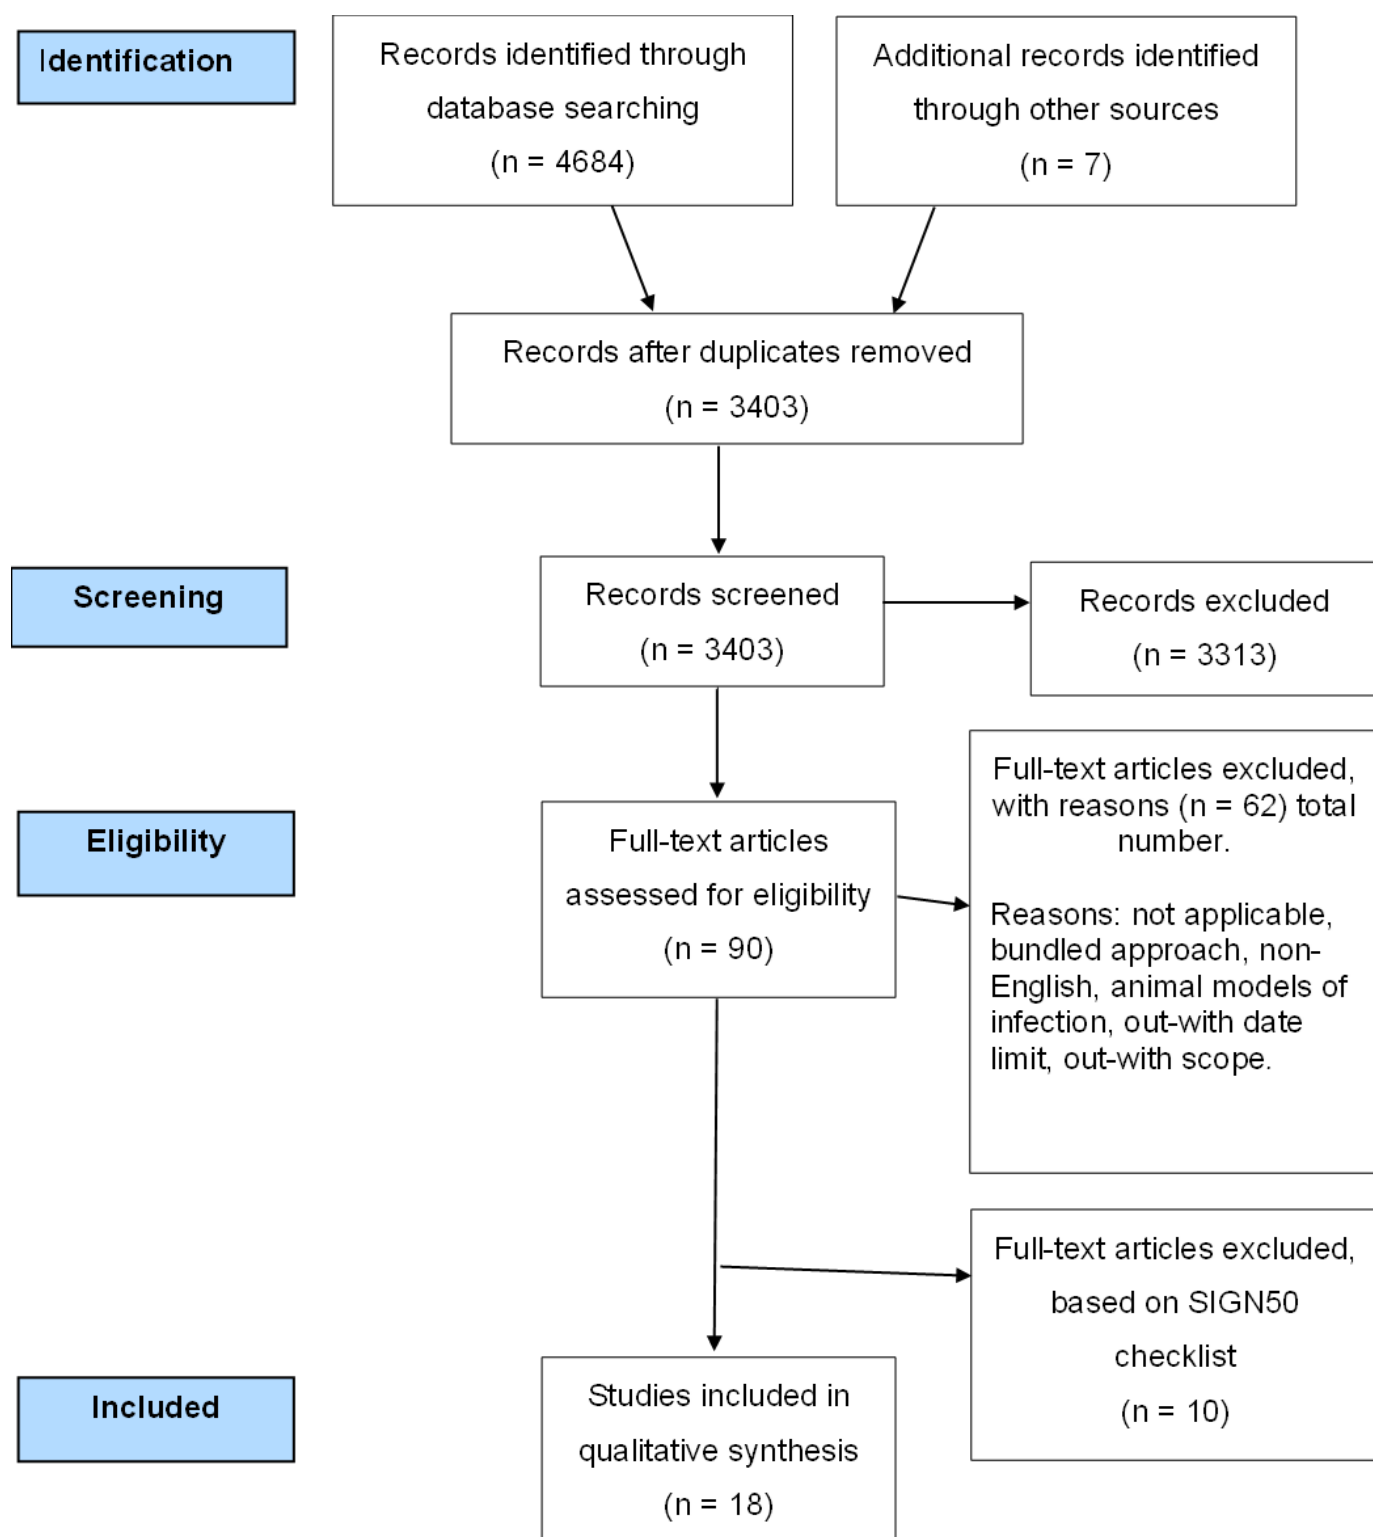 Identification
Records identified through
database searching
(n = 4684)
Additional records identified
through other sources
(n = 7)
Records after duplicates removed
(n = 3403)
Screening
Records screened
(n = 3403)
Records excluded
(n = 3313)
Eligibility
Full-text articles
assessed for eligibility
(n = 90)
Full-text articles excluded,
with reasons (n = 62) total
number.
Reasons: not applicable,
bundled approach, non-
English, animal models of
infection, out-with date
limit, out-with scope.
Full-text articles excluded,
based on SIGN50
checklist
(n = 10)
Included
Studies included in
qualitative synthesis
(n = 18)